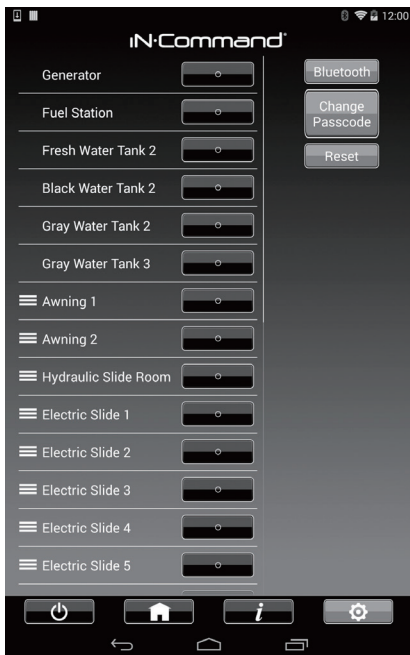 12:00
iN·Command®
Generator
Fuel Station
Fresh Water Tank 2
Black Water Tank 2
Gray Water Tank 2
Gray Water Tank 3
Awning 1
Awning 2
Hydraulic Slide Room
Electric Slide 1
Electric Slide 2
Electric Slide 3
Electric Slide 4
Electric Slide 5
Bluetooth
Change
Passcode
Reset
i